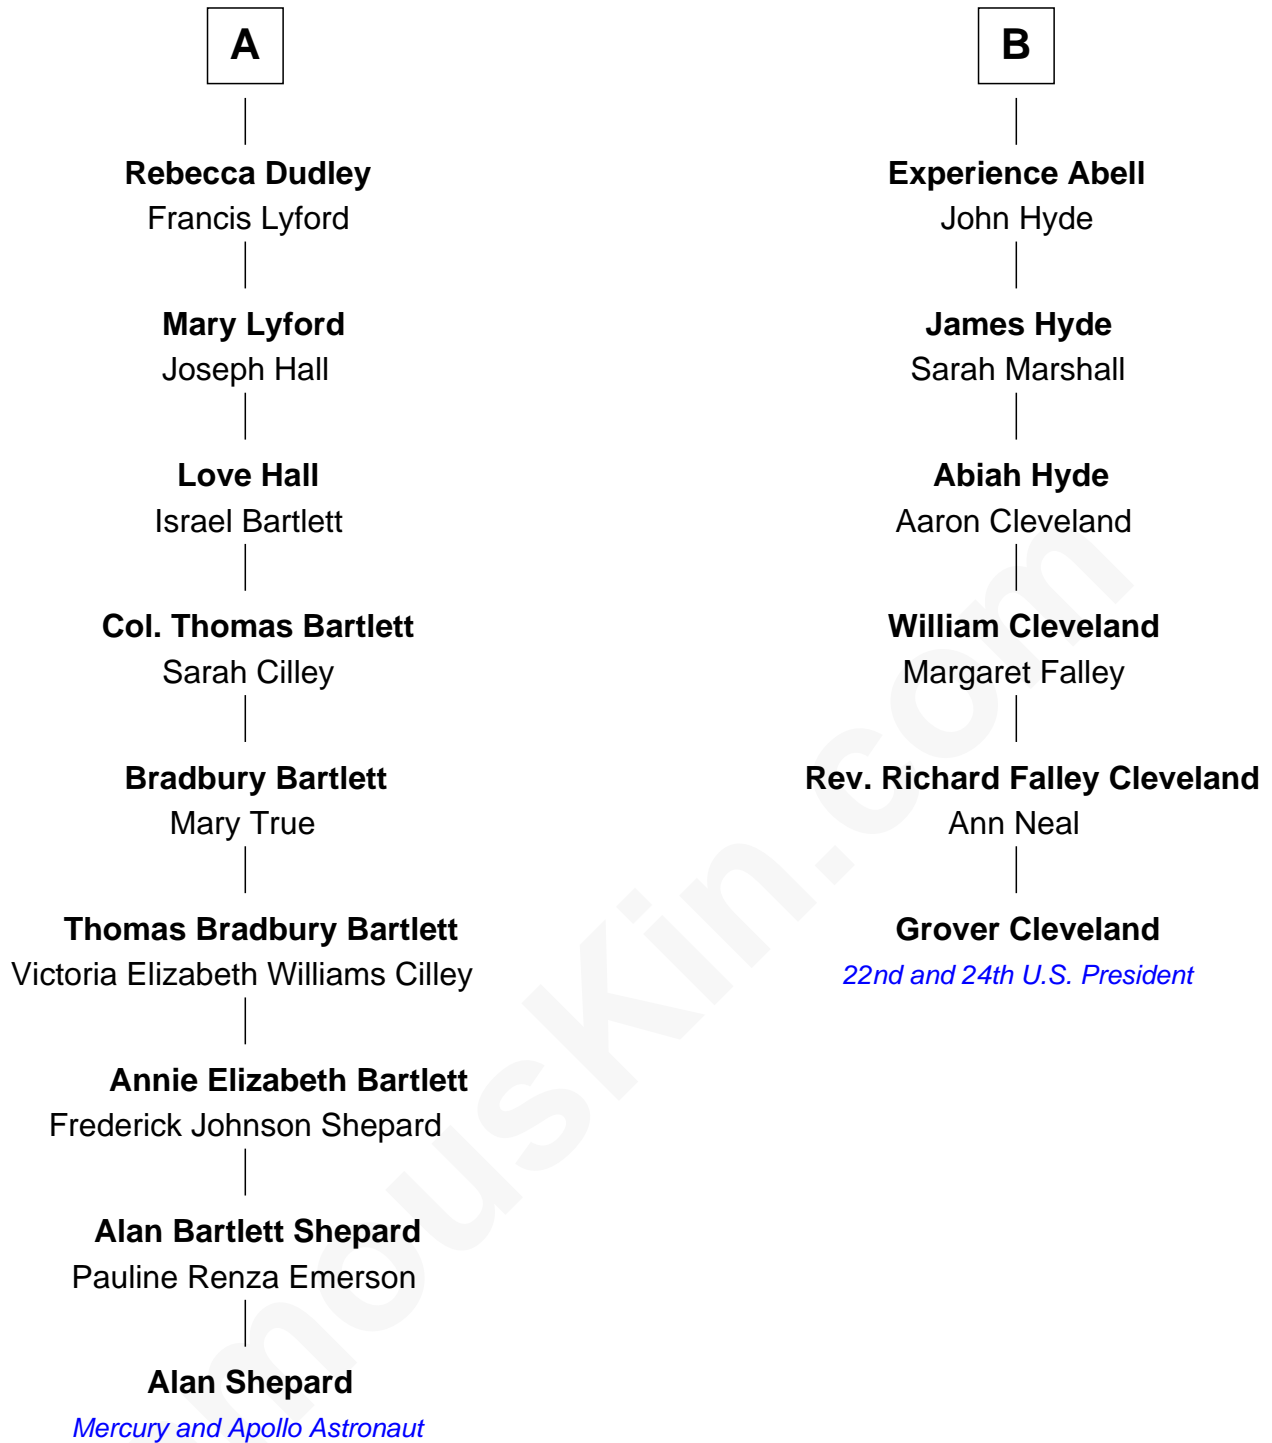 A
Rebecca Dudley
Francis Lyford
Mary Lyford
Joseph Hall
Love Hall
Israel Bartlett
Col. Thomas Bartlett
Sarah Cilley
Bradbury Bartlett
Mary True
Thomas Bradbury Bartlett
Victoria Elizabeth Williams Cilley
Annie Elizabeth Bartlett
Frederick Johnson Shepard
Alan Bartlett Shepard
Pauline Renza Emerson
Alan Shepard
Mercury and Apollo Astronaut
B
Experience Abell
John Hyde
James Hyde
Sarah Marshall
Abiah Hyde
Aaron Cleveland
William Cleveland
Margaret Falley
Rev. Richard Falley Cleveland
Ann Neal
Grover Cleveland
22nd and 24th U.S. President
mousKin.com